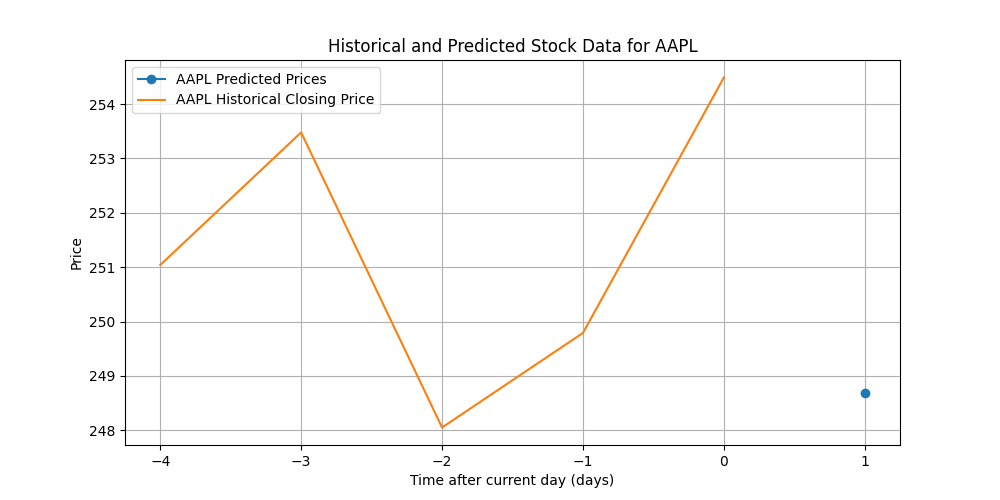 Historical and Predicted Stock Data for AAPL
AAPL Predicted Prices
AAPL Historical Closing Price
254
253
252
251
250
249
248
Price
−4
−3
−2
−1
0
1
Time after current day (days)